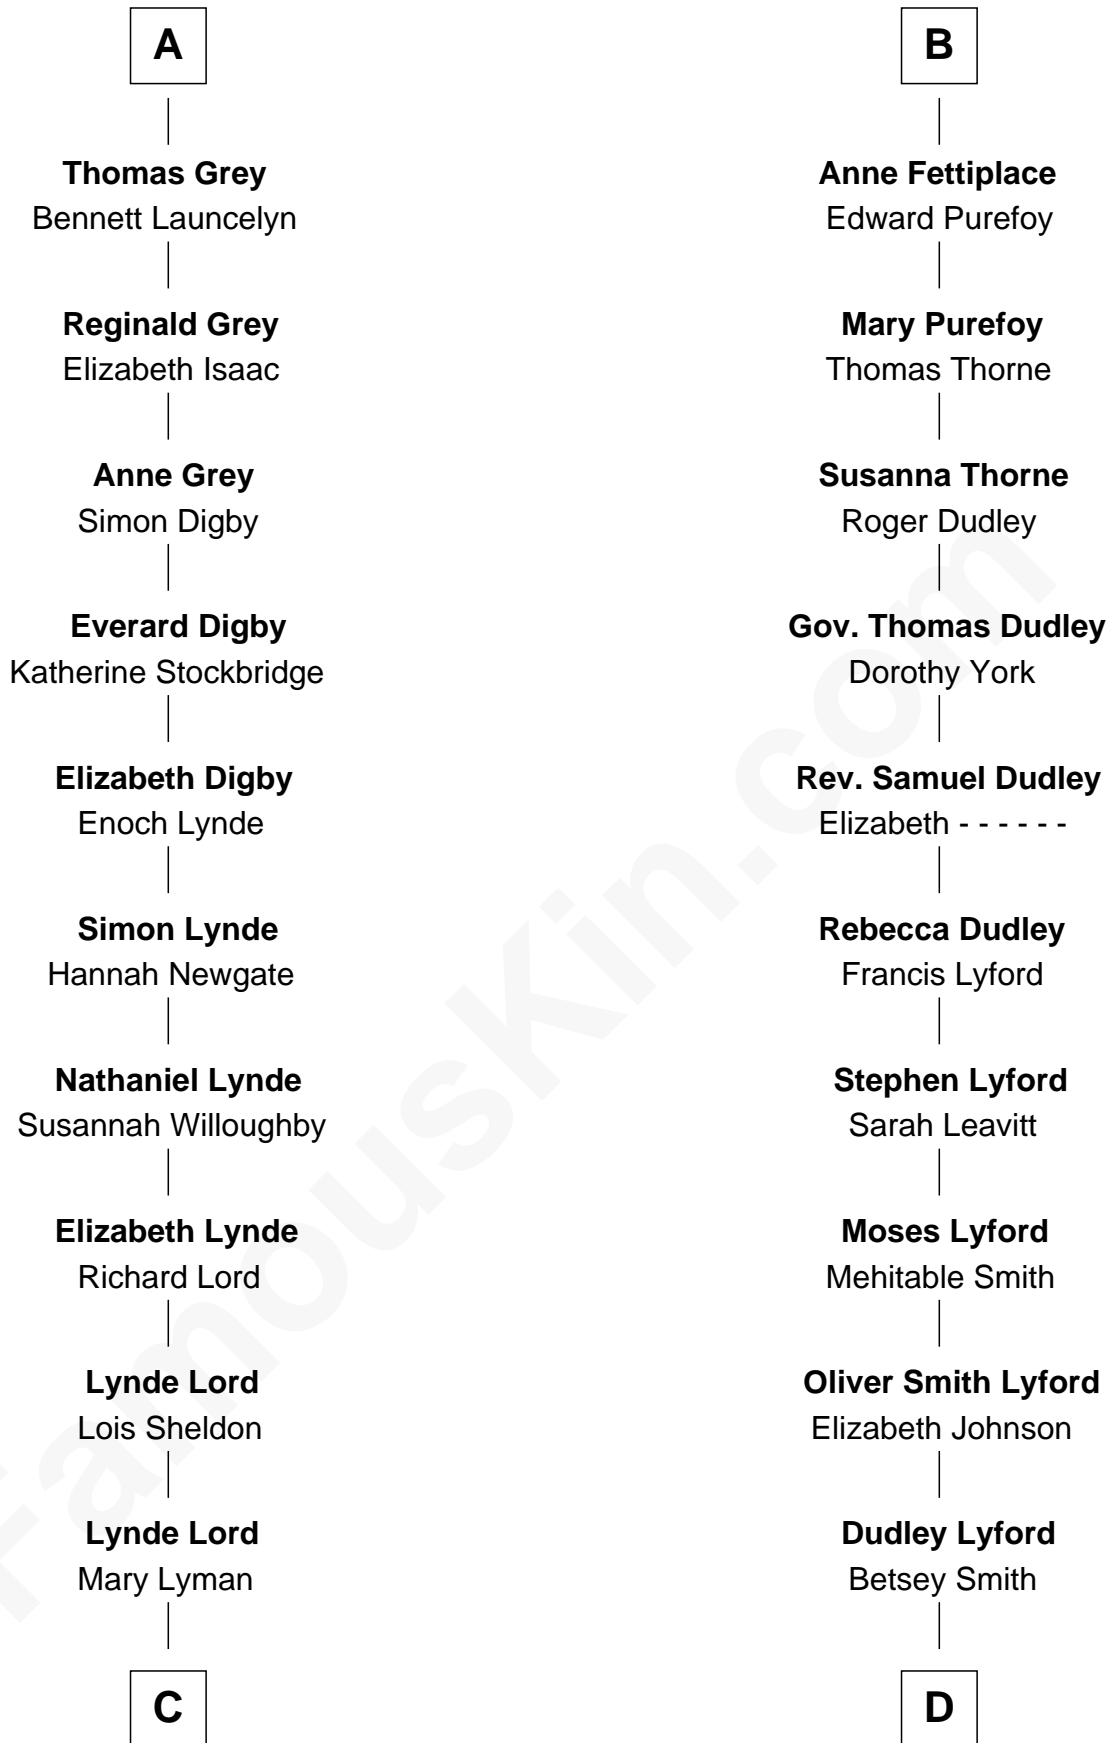 A
Thomas Grey
Bennett Launcelyn
Reginald Grey
Elizabeth Isaac
Anne Grey
Simon Digby
Everard Digby
Katherine Stockbridge
Elizabeth Digby
Enoch Lynde
Simon Lynde
Hannah Newgate
Nathaniel Lynde
Susannah Willoughby
Elizabeth Lynde
Richard Lord
Lynde Lord
Lois Sheldon
Lynde Lord
Mary Lyman
C
B
Anne Fettiplace
Edward Purefoy
Mary Purefoy
Thomas Thorne
Susanna Thorne
Roger Dudley
Gov. Thomas Dudley
Dorothy York
Rev. Samuel Dudley
Elizabeth - - - - - -
Rebecca Dudley
Francis Lyford
Stephen Lyford
Sarah Leavitt
Moses Lyford
Mehitable Smith
Oliver Smith Lyford
Elizabeth Johnson
Dudley Lyford
Betsey Smith
D
FamousKin.com